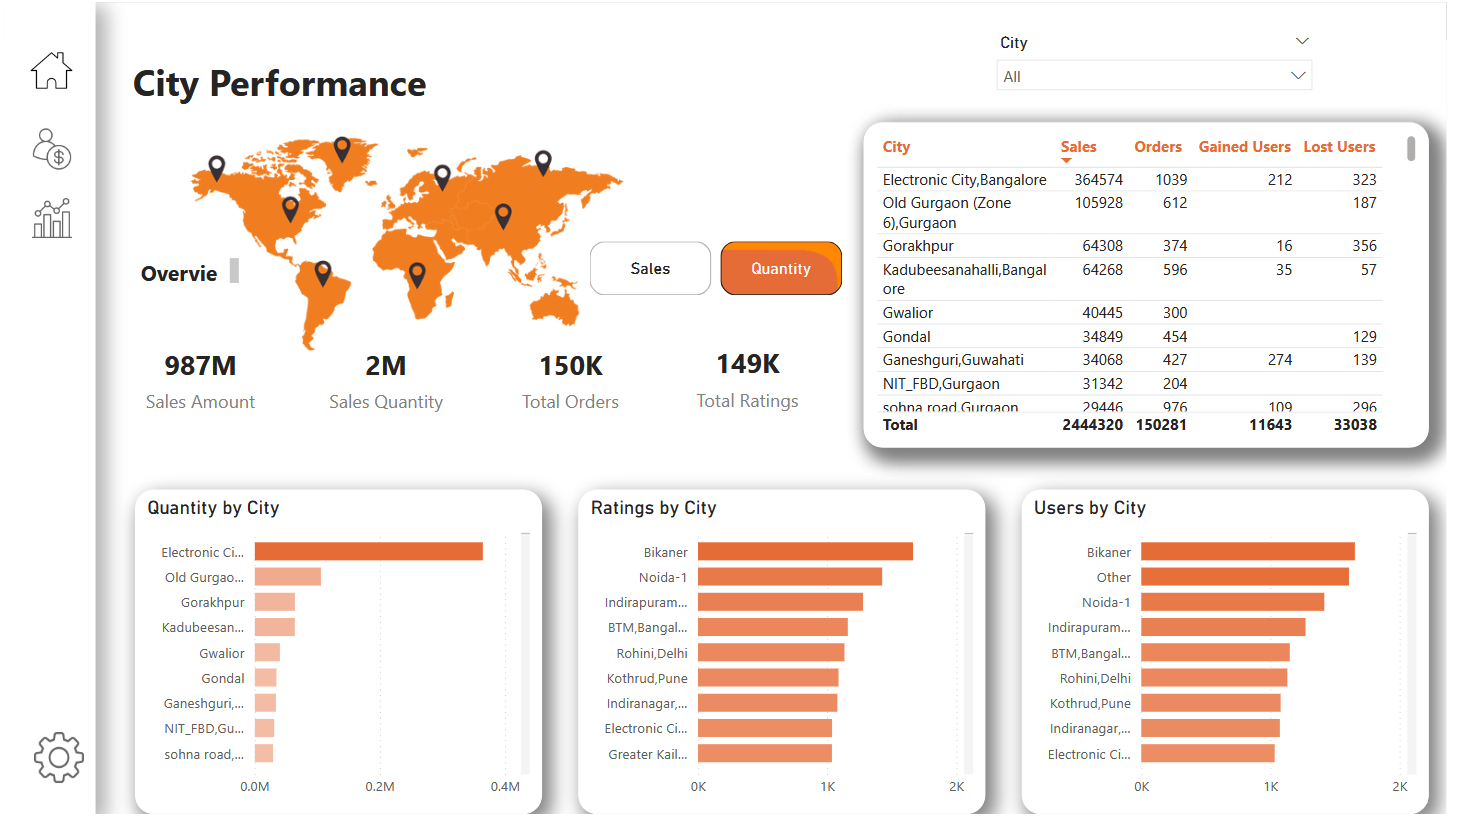 City
All
City Performance
Overvie
Sales
Quantity
987M
2M
150K
149K
Sales Amount
Sales Quantity
Total Orders
Total Ratings
City Sales Orders Gained Users Lost Users
Electronic City,Bangalore 364574 1039 212 323
Old Gurgaon (Zone 105928 612 187
6),Gurgaon
Gorakhpur 64308 374 16 356
Kadubeesanahalli,Bangal 64268 596 35 57
ore
Gwalior 40445 300
Gondal 34849 454 129
Ganeshguri,Guwahati 34068 427 274 139
NIT_FBD,Gurgaon 31342 204
sohna road,Gurgaon 29446 976 109 296
Total 2444320 150281 11643 33038
Quantity by City
Electronic Ci...
Old Gurgao...
Gorakhpur
Kadubeesan...
Gwalior
Gondal
Ganeshguri,...
NIT_FBD,Gu...
sohna road,...
0.0M 0.2M 0.4M
Ratings by City
Bikaner
Noida-1
Indirapuram...
BTM,Bangal...
Rohini,Delhi
Kothrud,Pune
Indiranagar,...
Electronic Ci...
Greater Kail...
0K 1K 2K
Users by City
Bikaner
Other
Noida-1
Indirapuram...
BTM,Bangal...
Rohini,Delhi
Kothrud,Pune
Indiranagar,...
Electronic Ci...
0K 1K 2K